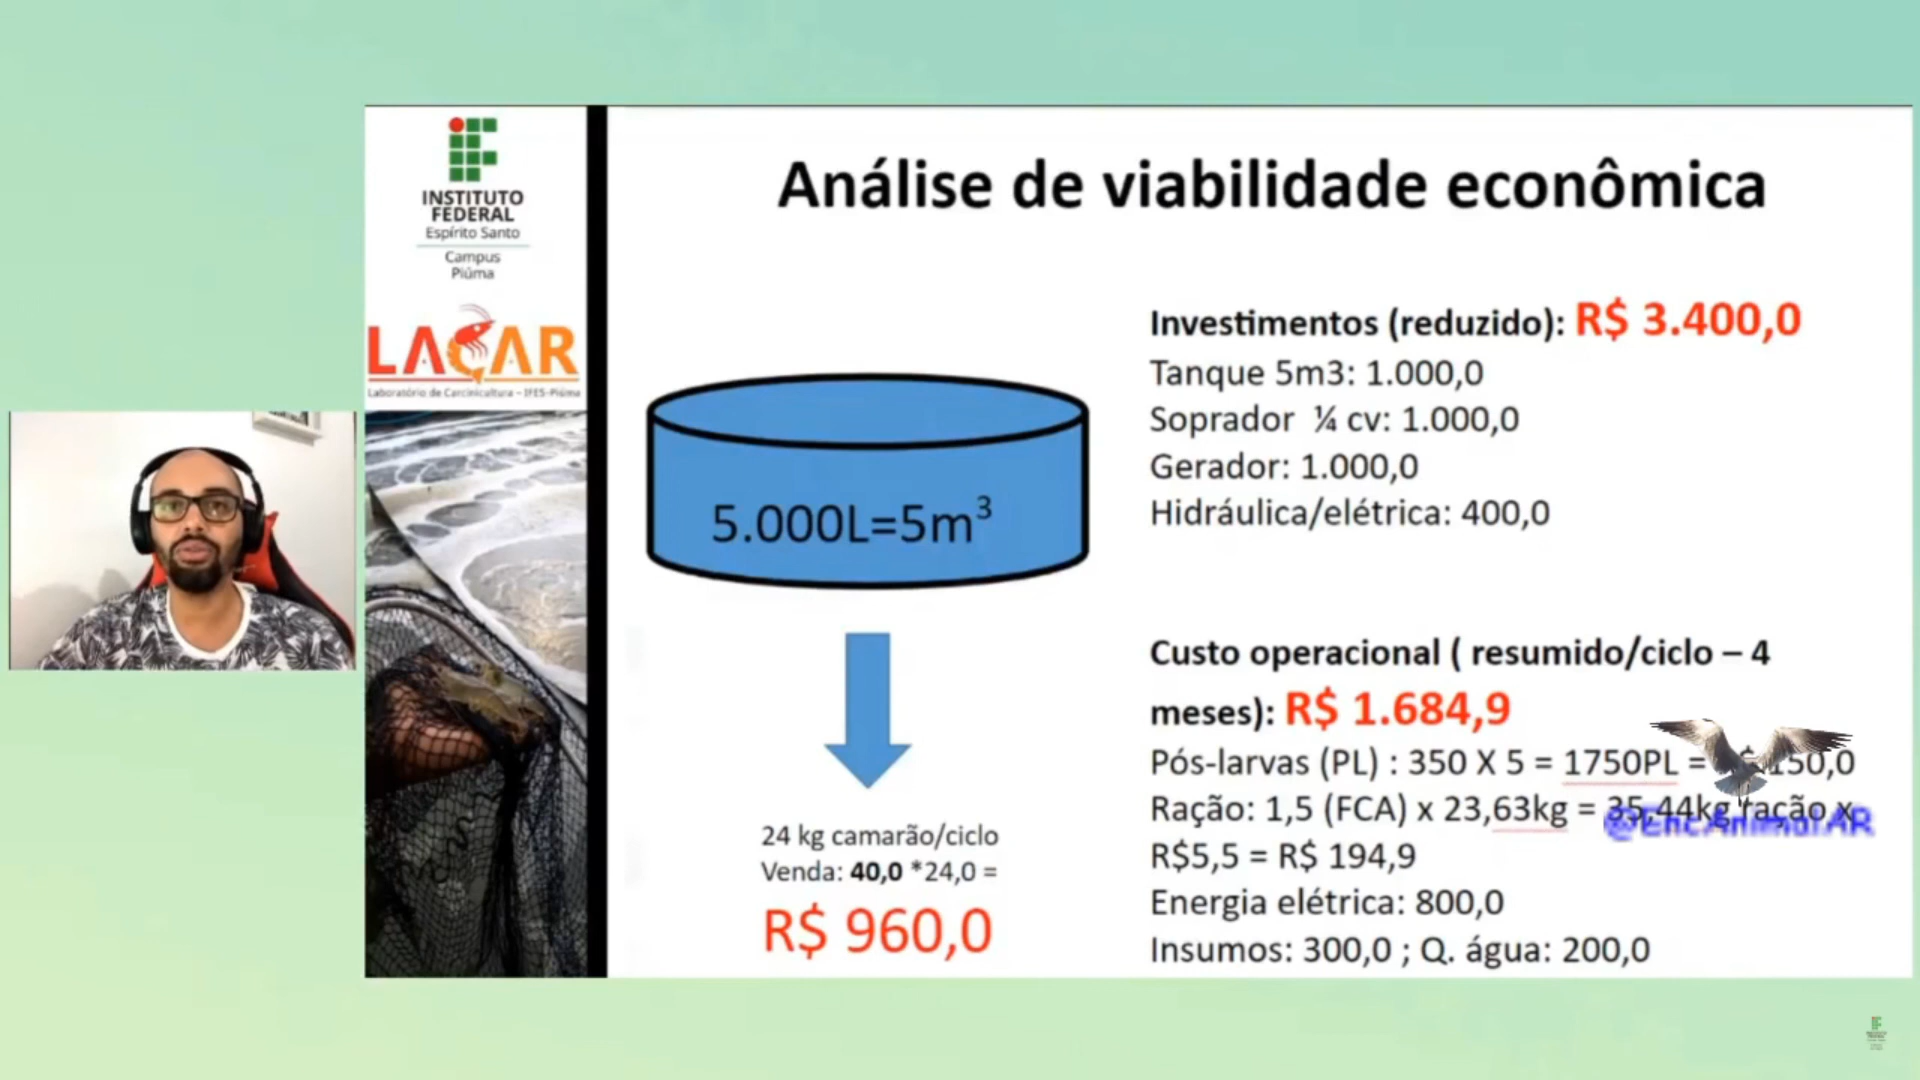 INSTITUTO
FEDERAL
Espírito Santo
Campus
Piúma
LACAR
Laboratório de Carcinicultura – IFES-Piúma
Análise de viabilidade econômica
5.000L=5m³
24 kg camarão/ciclo
Venda: 40,0 *24,0 =
R$ 960,0
Investimentos (reduzido): R$ 3.400,0
Tanque 5m3: 1.000,0
Soprador ¼ cv: 1.000,0
Gerador: 1.000,0
Hidráulica/elétrica: 400,0
Custo operacional ( resumido/ciclo – 4
meses): R$ 1.684,9
Pós-larvas (PL) : 350 X 5 = 1750PL = 150,0
Ração: 1,5 (FCA) x 23,63kg = 35,44kg ração x
R$5,5 = R$ 194,9
Energia elétrica: 800,0
Insumos: 300,0 ; Q. água: 200,0
@EncAnimalAR